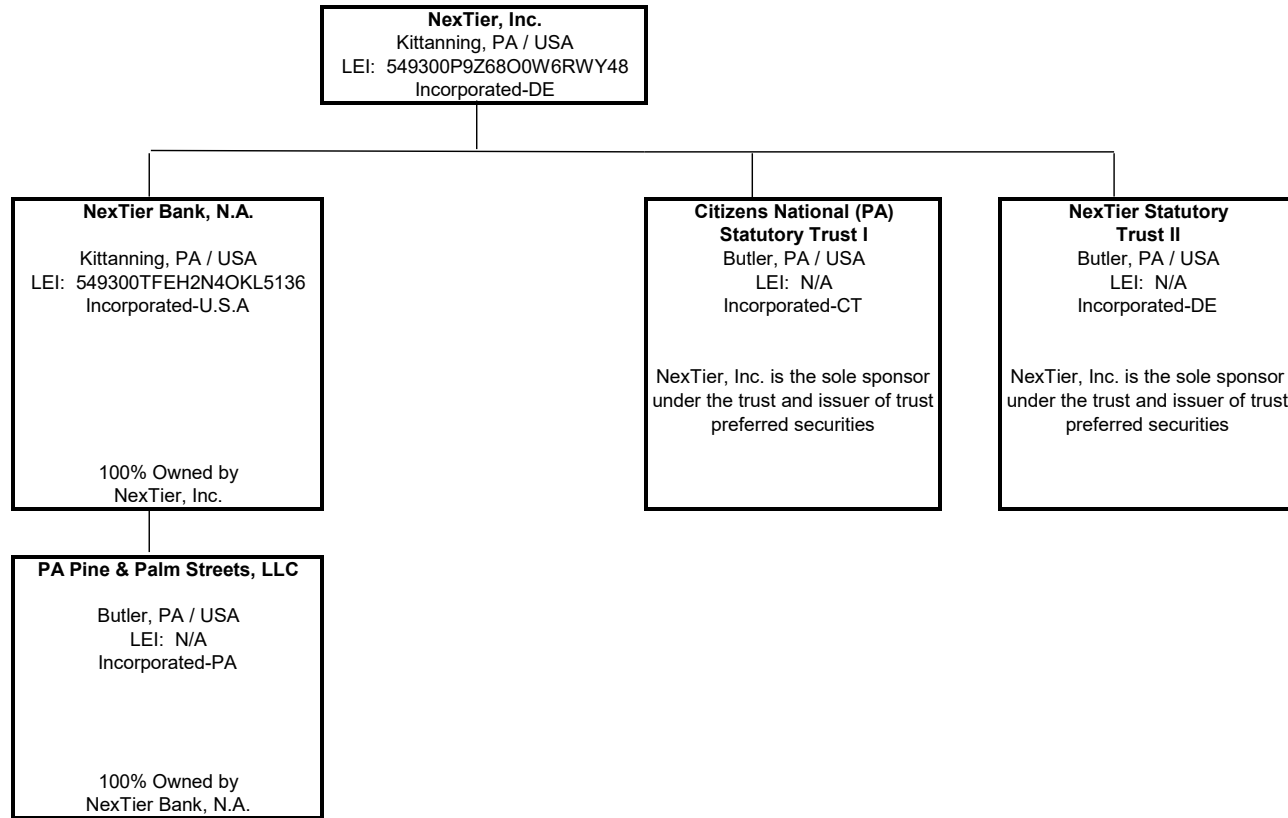 NexTier, Inc.
Kittanning, PA / USA
LEI:  549300P9Z68O0W6RWY48
Incorporated-DE
NexTier Bank, N.A.
Kittanning, PA / USA
LEI:  549300TFEH2N4OKL5136
Incorporated-U.S.A
100% Owned by
NexTier, Inc.
Citizens National (PA)
Statutory Trust I
Butler, PA / USA
LEI:  N/A
Incorporated-CT
NexTier, Inc. is the sole sponsor
under the trust and issuer of trust
preferred securities
NexTier Statutory
Trust II
Butler, PA / USA
LEI:  N/A
Incorporated-DE
NexTier, Inc. is the sole sponsor
under the trust and issuer of trust
preferred securities
PA Pine & Palm Streets, LLC
Butler, PA / USA
LEI:  N/A
Incorporated-PA
100% Owned by
NexTier Bank, N.A.